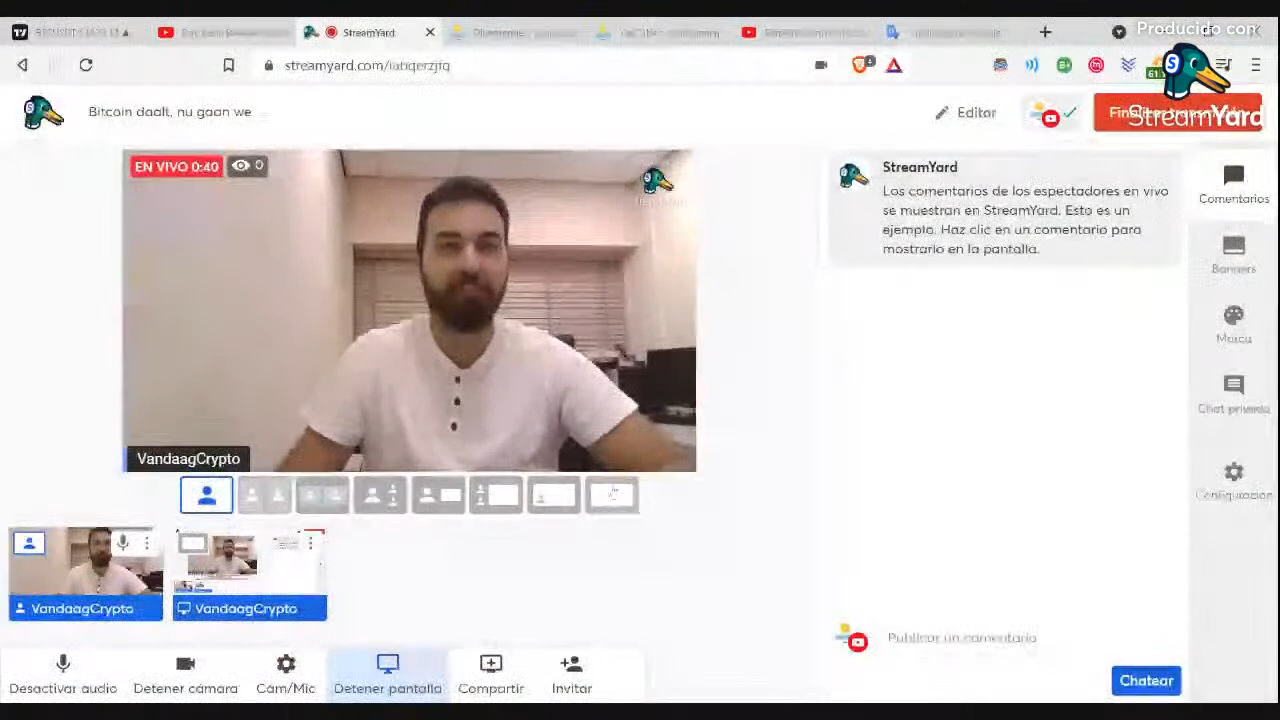 StreamYard
Producido con
streamyard.com/
Bitcoin daalt, nu gaan we
Editor
StreamYard
EN VIVO 0:40
0
StreamYard
Los comentarios de los espectadores en vivo
se muestran en StreamYard. Esto es un
ejemplo. Haz clic en un comentario para
mostrarlo en la pantalla.
Comentarios
Banners
Marca
Chat privado
Configuración
VandaagCrypto
VandaagCrypto
VandaagCrypto
Publicar un comentario
Chatear
Desactivar audio
Detener cámara
Cám/Mic
Detener pantalla
Compartir
Invitar